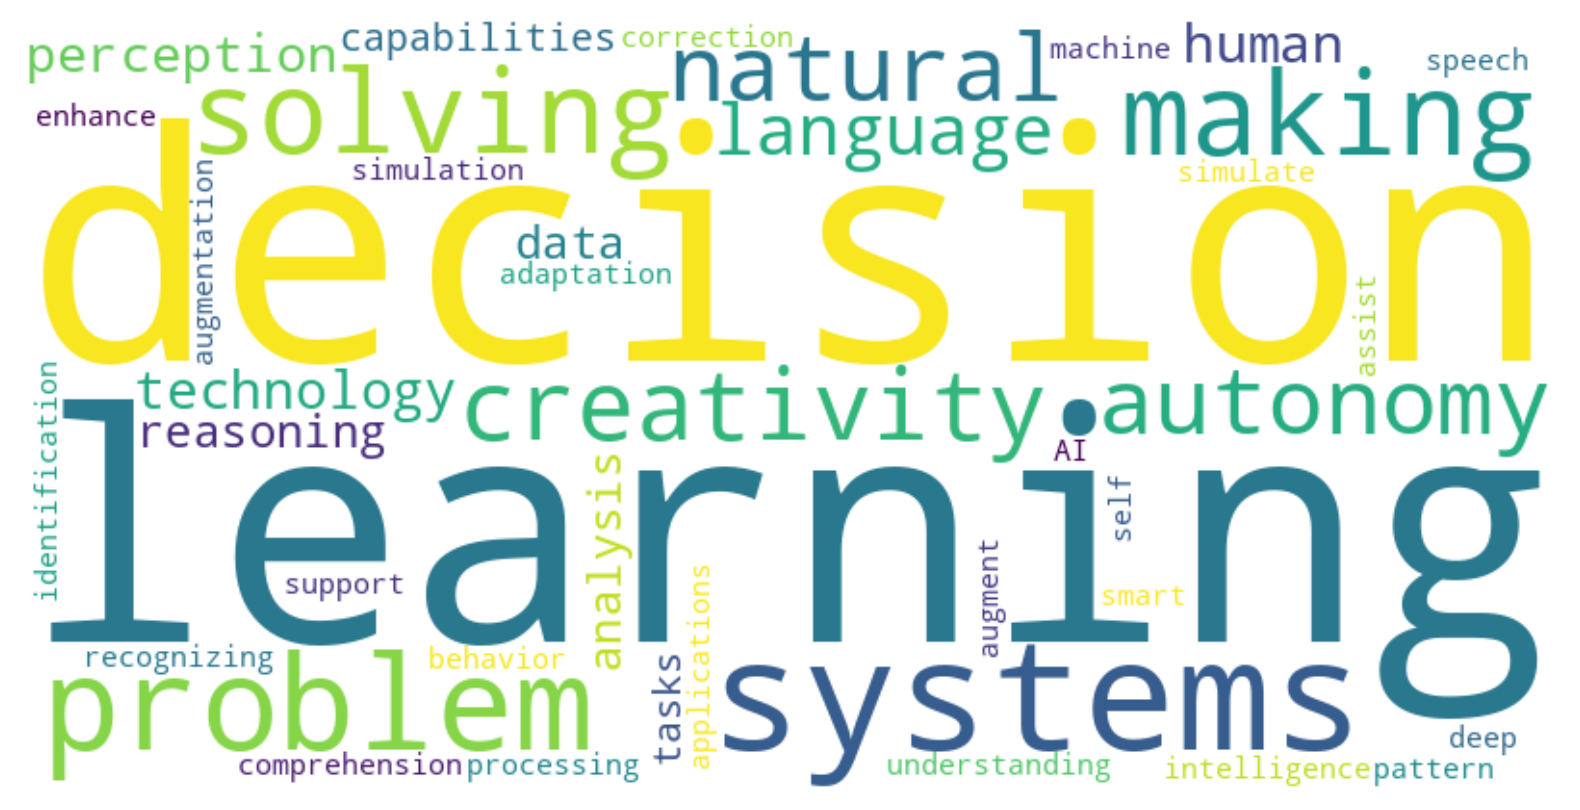 perception
capabilities
correction
natural
machine
human
speech
enhance
solving
language
making
simulation
simulate
decision
augmentation
data
adaptation
assist
technology
creativity
autonomy
reasoning
AI
identification
learning
analysis
self
support
augment
smart
applications
recognizing
behavior
problem
tasks
systems
deep
comprehension
processing
understanding
intelligence
pattern